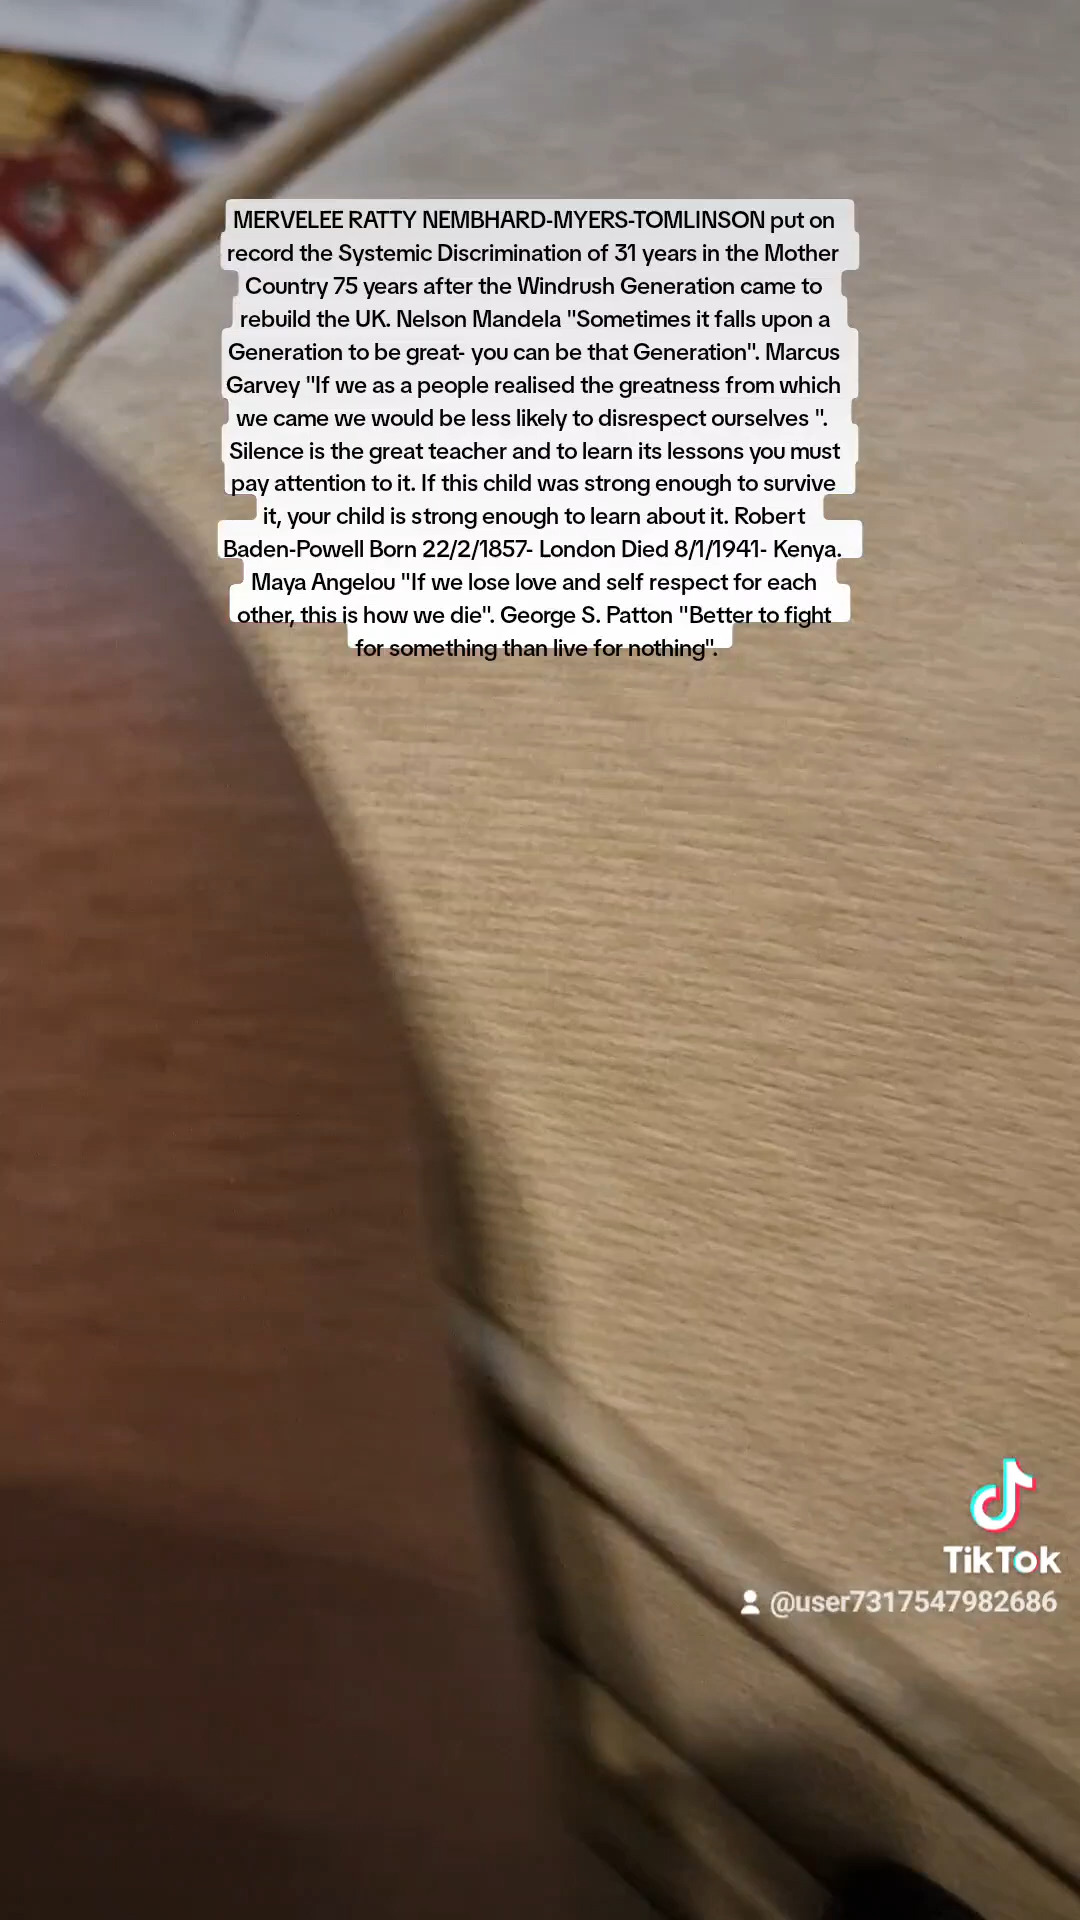 MERVELEE RATTY NEMBHARD-MYERS-TOMLINSON put on
record the Systemic Discrimination of 31 years in the Mother
Country 75 years after the Windrush Generation came to
rebuild the UK. Nelson Mandela "Sometimes it falls upon a
Generation to be great- you can be that Generation". Marcus
Garvey "If we as a people realised the greatness from which
we came we would be less likely to disrespect ourselves ".
Silence is the great teacher and to learn its lessons you must
pay attention to it. If this child was strong enough to survive
it, your child is strong enough to learn about it. Robert
Baden-Powell Born 22/2/1857- London Died 8/1/1941- Kenya.
Maya Angelou "If we lose love and self respect for each
other, this is how we die". George S. Patton "Better to fight
for something than live for nothing".
TikTok
@user7317547982686